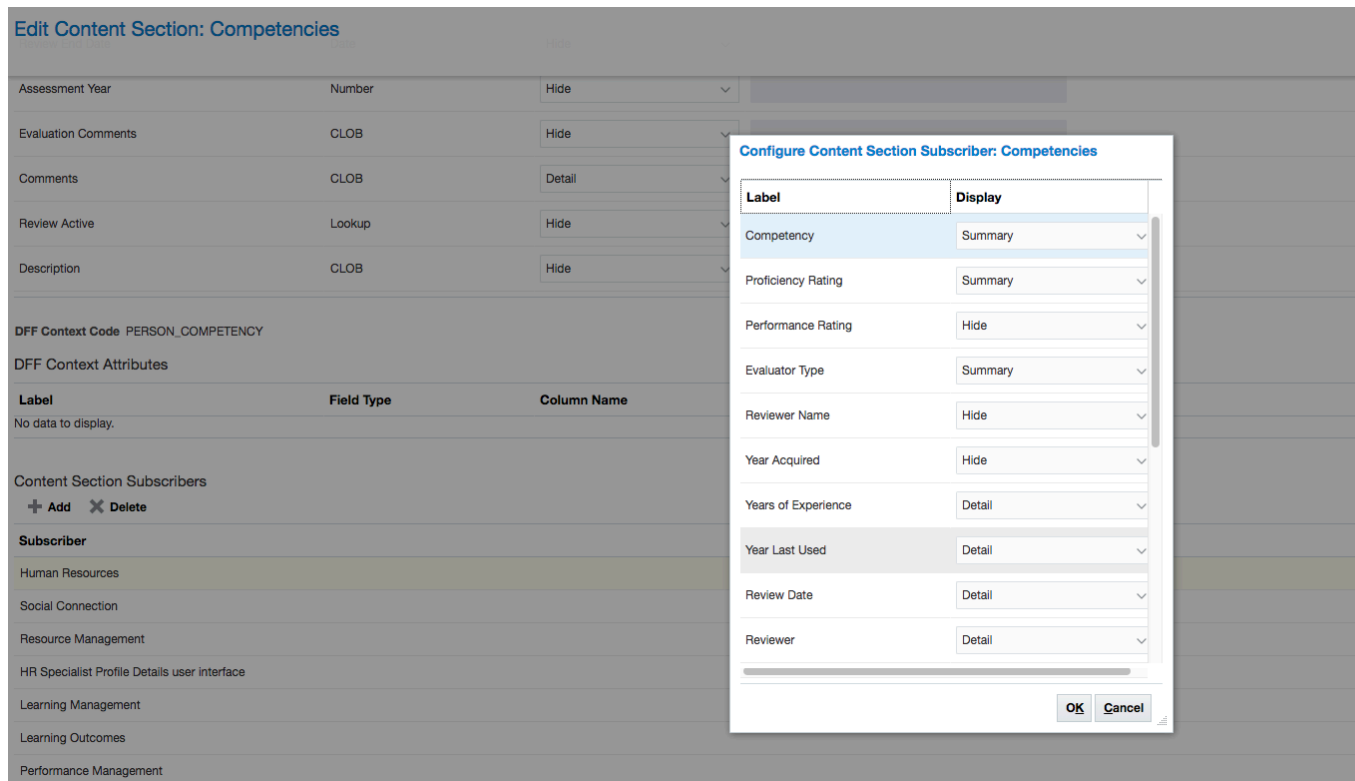 Edit Content Section: Competencies
Assessment Year Number Hide
Evaluation Comments CLOB Hide
Comments CLOB Detail
Review Active Lookup Hide
Description CLOB Hide
DFF Context Code PERSON_COMPETENCY
DFF Context Attributes
Label Field Type Column Name
No data to display.
Content Section Subscribers
Add Delete
Subscriber
Human Resources
Social Connection
Resource Management
HR Specialist Profile Details user interface
Learning Management
Learning Outcomes
Performance Management
Configure Content Section Subscriber: Competencies
Label Display
Competency Summary
Proficiency Rating Summary
Performance Rating Hide
Evaluator Type Summary
Reviewer Name Hide
Year Acquired Hide
Years of Experience Detail
Year Last Used Detail
Review Date Detail
Reviewer Detail
OK Cancel